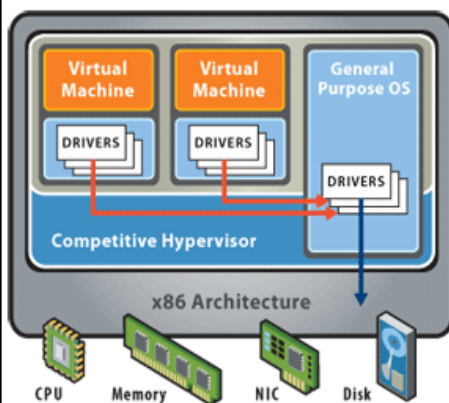 Virtual
Machine
Virtual
Machine
General
Purpose OS
DRIVERS
DRIVERS
DRIVERS
Competitive Hypervisor
x86 Architecture
CPU
Memory
NIC
Disk